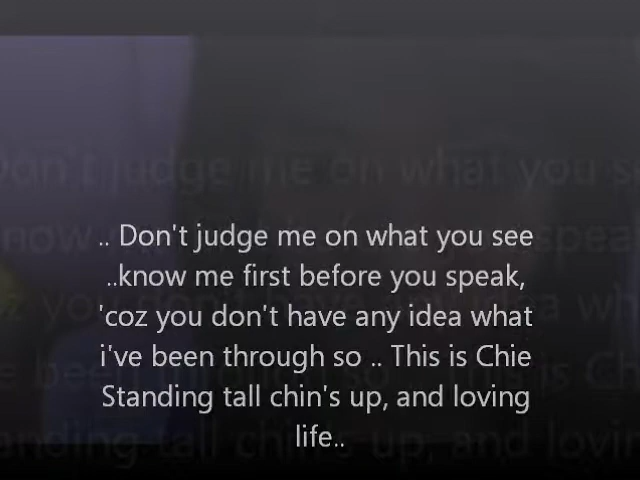 .. Don't judge me on what you see
..know me first before you speak,
'coz you don't have any idea what
i've been through so .. This is Chie
Standing tall chin's up, and loving
life..